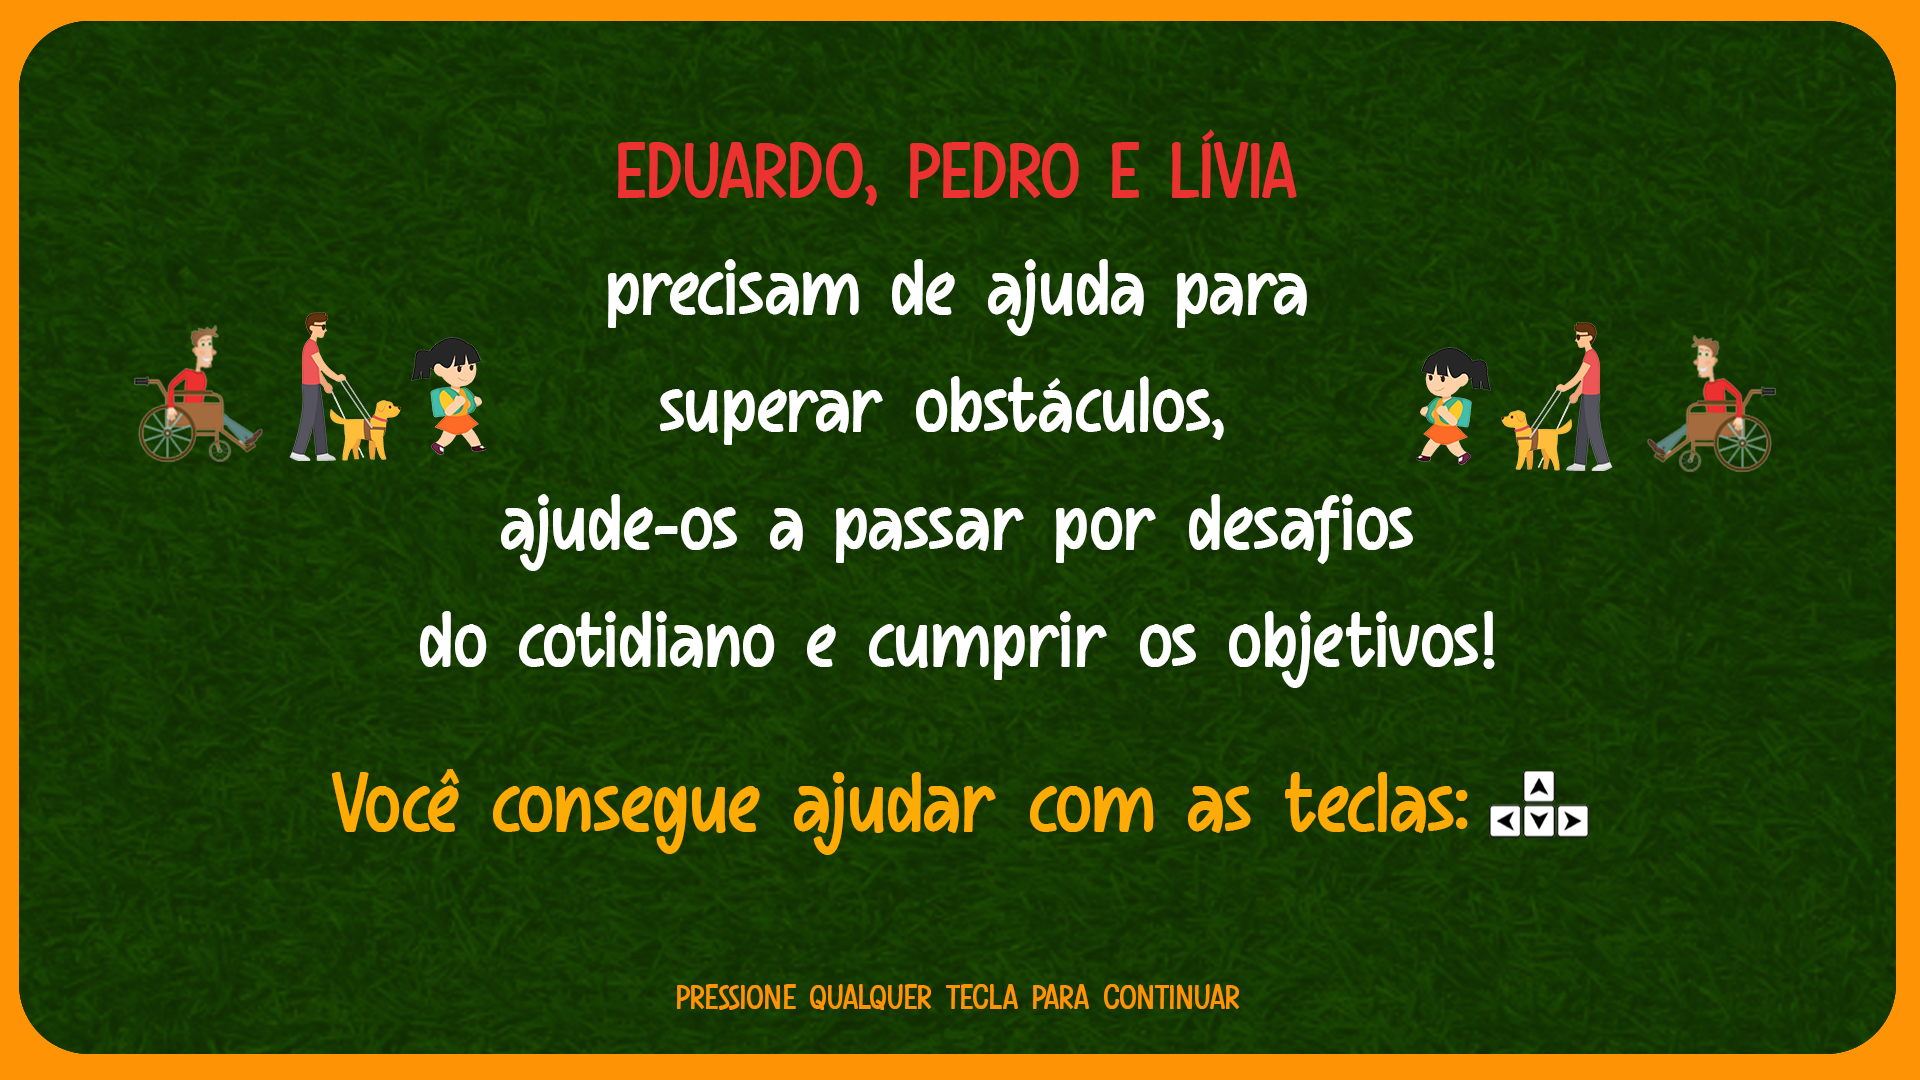 EDUARDO, PEDRO E LÍVIA
precisam de ajuda para
superar obstáculos,
ajude-os a passar por desafios
do cotidiano e cumprir os objetivos!
Você consegue ajudar com as teclas:
PRESSIONE QUALQUER TECLA PARA CONTINUAR